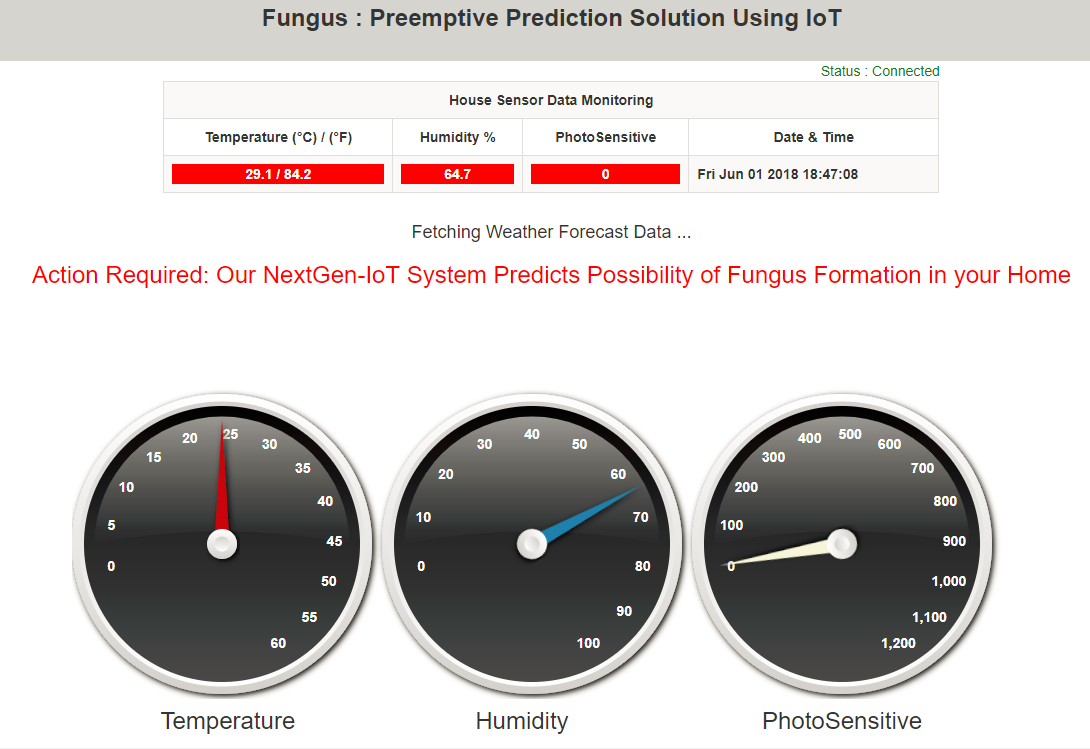 Fungus : Preemptive Prediction Solution Using IoT
Status : Connected
House Sensor Data Monitoring
Temperature (°C) / (°F) Humidity % PhotoSensitive Date & Time
29.1 / 84.2 64.7 0 Fri Jun 01 2018 18:47:08
Fetching Weather Forecast Data ...
Action Required: Our NextGen-IoT System Predicts Possibility of Fungus Formation in your Home
0 5 10 15 20 25 30 35 40 45 50 55 60
0 10 20 30 40 50 60 70 80 90 100
0 100 200 300 400 500 600 700 800 900 1,000 1,100 1,200
Temperature Humidity PhotoSensitive